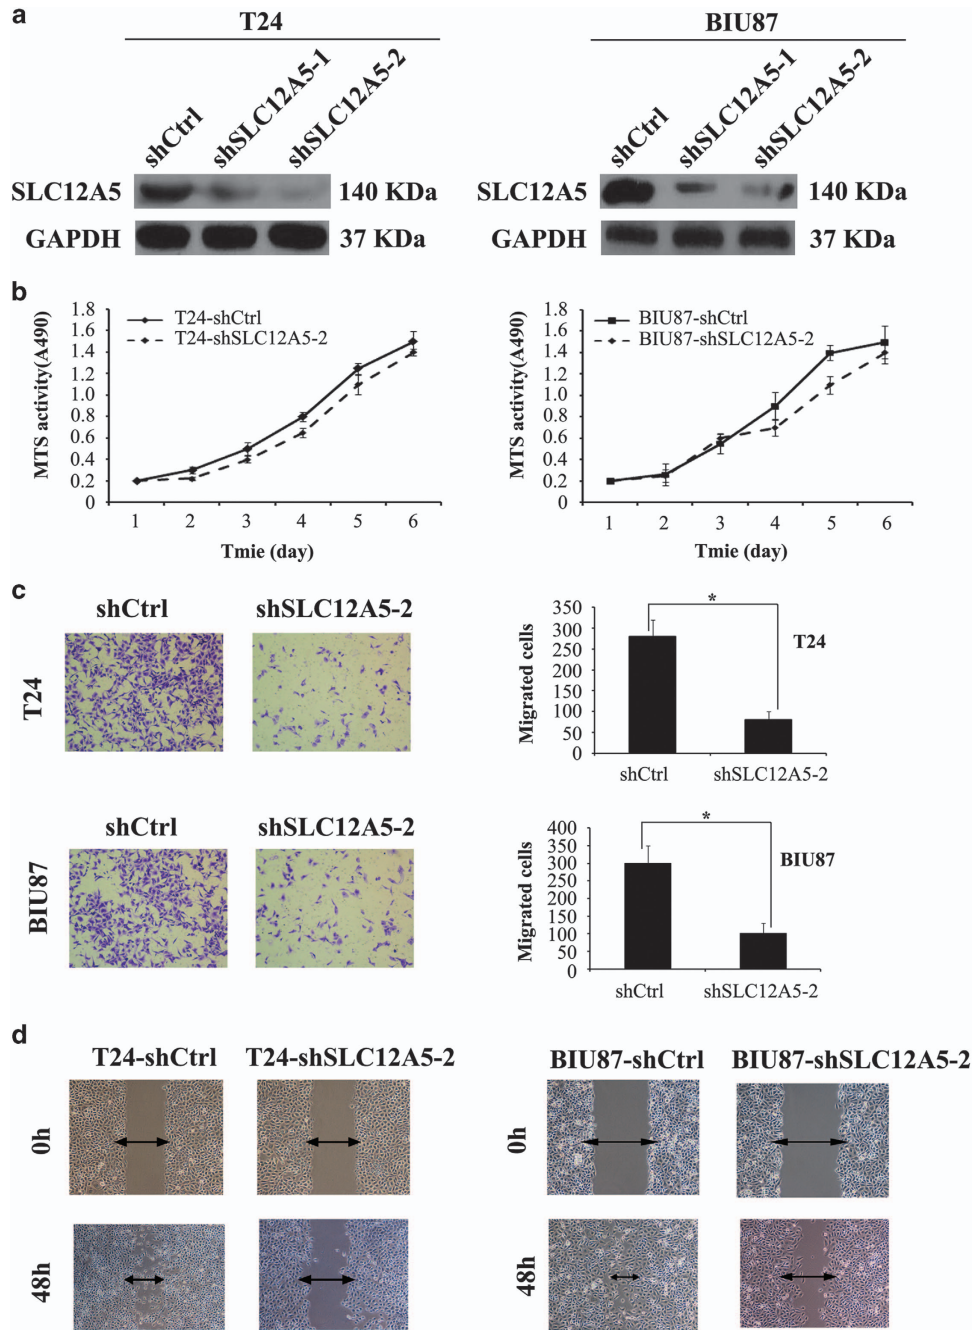 a
T24
BIU87
shCtrl
shSLC12A5-1
shSLC12A5-2
shCtrl
shSLC12A5-1
shSLC12A5-2
SLC12A5
140 KDa
SLC12A5
140 KDa
GAPDH
37 KDa
GAPDH
37 KDa
b
MTS activity(A490)
1.8
1.6
1.4
1.2
1.0
0.8
0.6
0.4
0.2
0
T24-shCtrl
T24-shSLC12A5-2
1 2 3 4 5 6
Tmie (day)
MTS activity(A490)
1.8
1.6
1.4
1.2
1.0
0.8
0.6
0.4
0.2
0
BIU87-shCtrl
BIU87-shSLC12A5-2
1 2 3 4 5 6
Tmie (day)
c
shCtrl
shSLC12A5-2
T24
Migrated cells
350
300
250
200
150
100
50
0
*
T24
shCtrl
shSLC12A5-2
shCtrl
shSLC12A5-2
BIU87
Migrated cells
400
350
300
250
200
150
100
50
0
*
BIU87
shCtrl
shSLC12A5-2
d
T24-shCtrl
T24-shSLC12A5-2
BIU87-shCtrl
BIU87-shSLC12A5-2
0h
0h
48h
48h